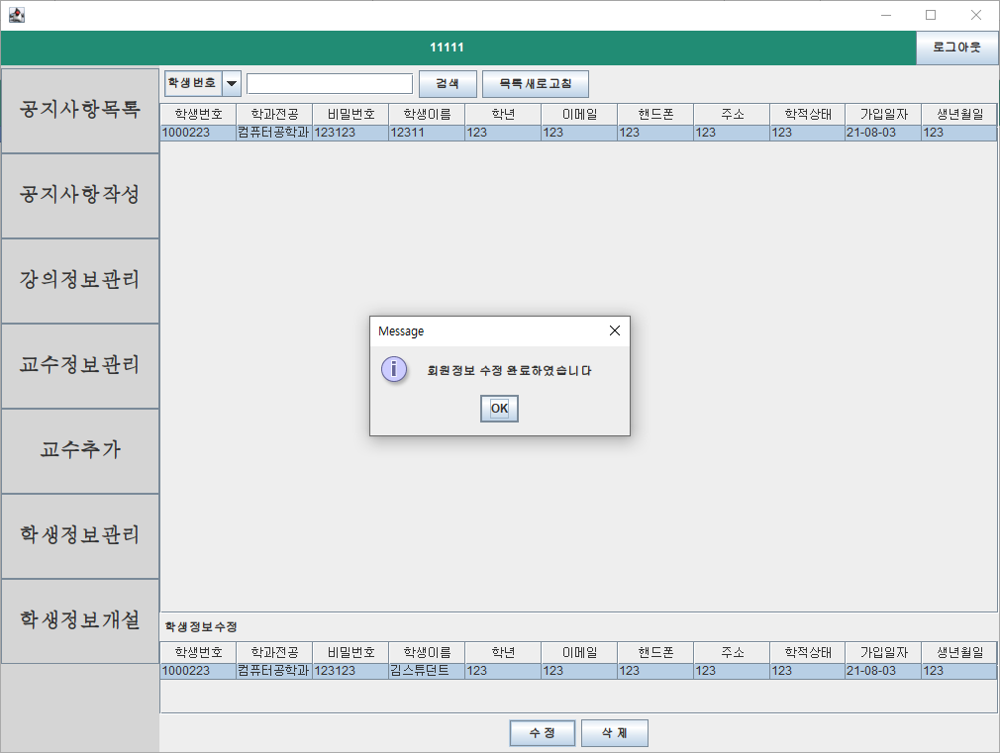 11111
로그아웃
공지사항목록
공지사항작성
강의정보관리
교수정보관리
교수추가
학생정보관리
학생정보개설
학생번호 검색 목록새로고침
학생번호 학과전공 비밀번호 학생이름 학년 이메일 핸드폰 주소 학적상태 가입일자 생년월일
1000223 컴퓨터공학과 123123 12311 123 123 123 123 123 21-08-03 123
Message
회원정보 수정 완료하였습니다
OK
학생정보수정
학생번호 학과전공 비밀번호 학생이름 학년 이메일 핸드폰 주소 학적상태 가입일자 생년월일
1000223 컴퓨터공학과 123123 김스튜던트 123 123 123 123 123 21-08-03 123
수 정 삭 제